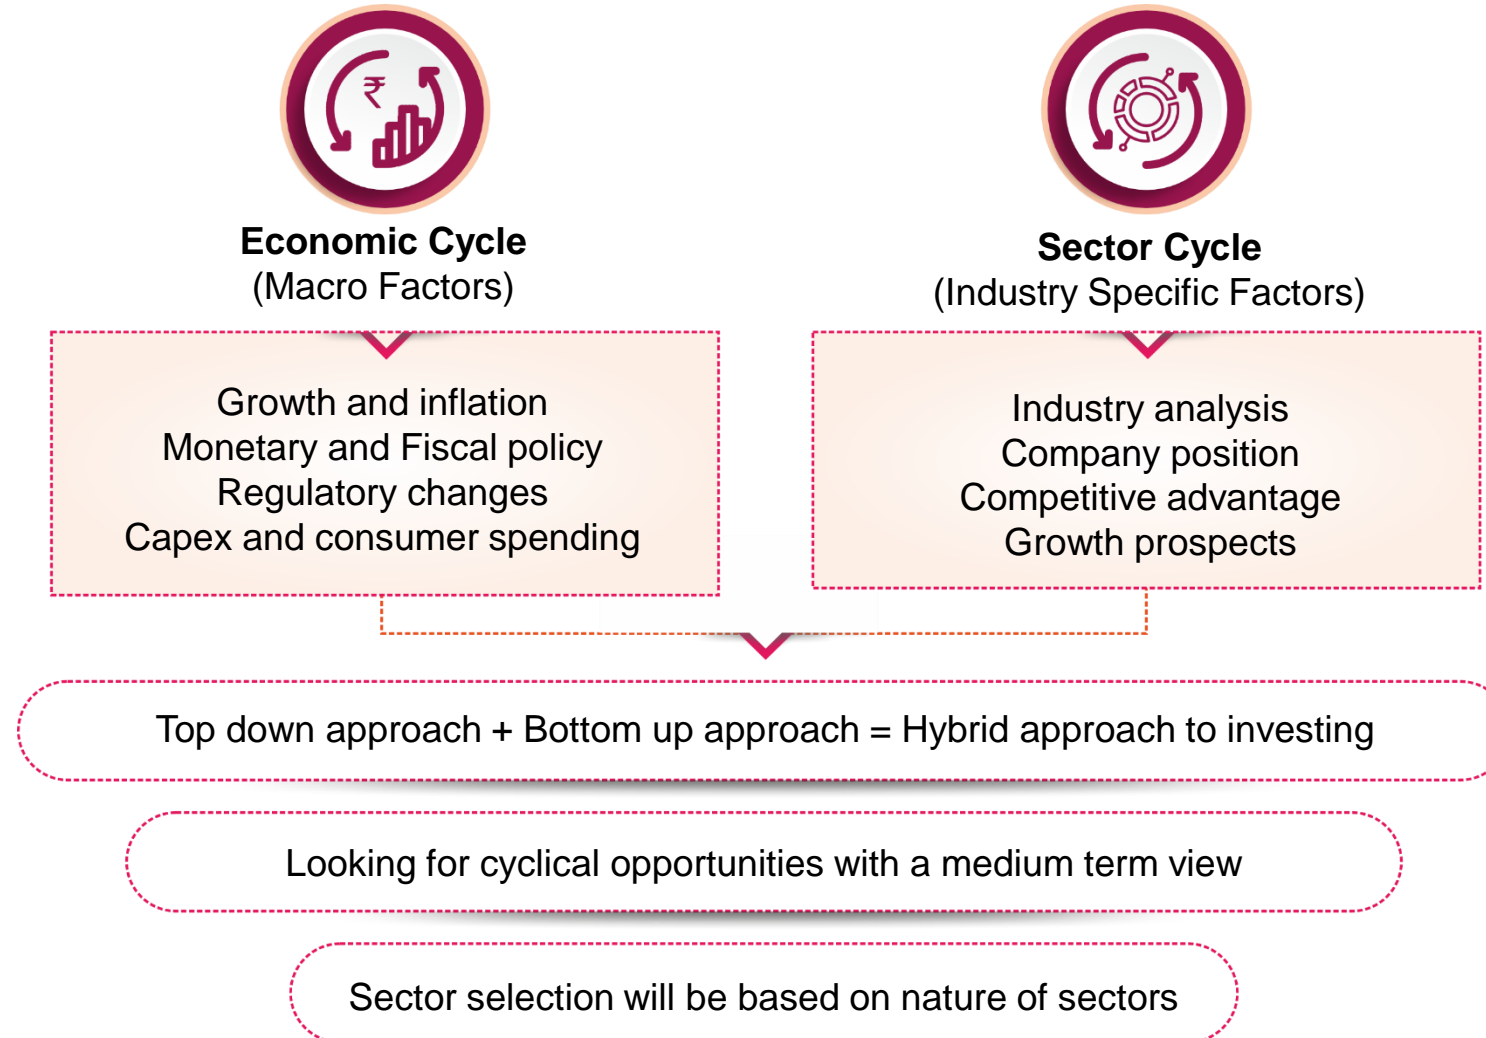 ₹
Economic Cycle
(Macro Factors)
Growth and inflation
Monetary and Fiscal policy
Regulatory changes
Capex and consumer spending
Sector Cycle
(Industry Specific Factors)
Industry analysis
Company position
Competitive advantage
Growth prospects
Top down approach + Bottom up approach = Hybrid approach to investing
Looking for cyclical opportunities with a medium term view
Sector selection will be based on nature of sectors